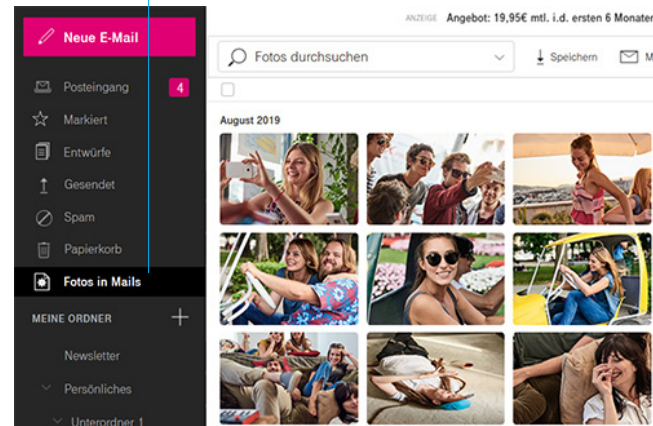 ANZEIGE Angebot: 19,95€ mtl. i.d. ersten 6 Monaten
Neue E-Mail
Fotos durchsuchen
Speichern
M
Posteingang 4
Markiert
Entwürfe
Gesendet
Spam
Papierkorb
Fotos in Mails
MEINE ORDNER
Newsletter
Persönliches
Unterordner 1
August 2019